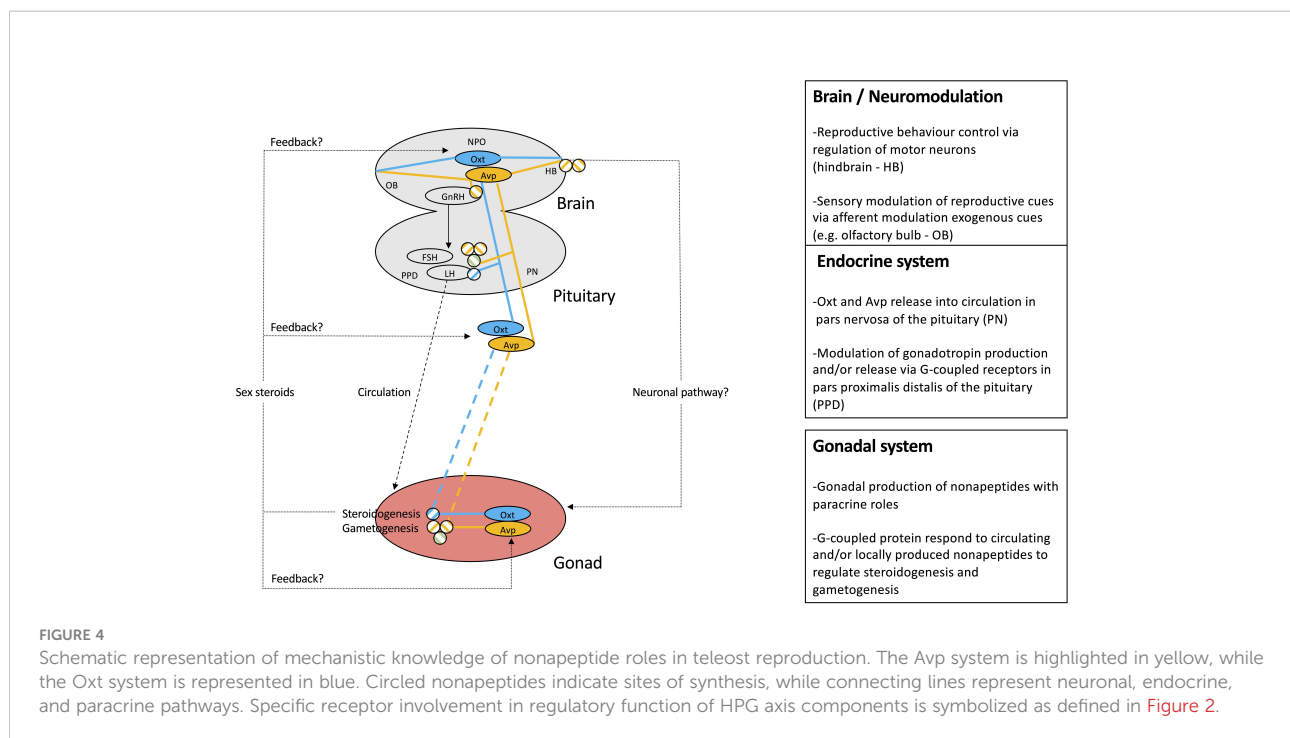 Feedback?
NPO
Oxt
Avp
OB
HB
GnRH
Brain
FSH
LH
PPD
PN
Pituitary
Feedback?
Oxt
Avp
Sex steroids
Circulation
Neuronal pathway?
Steroidogenesis
Gametogenesis
Oxt
Avp
Gonad
Feedback?
Brain / Neuromodulation
-Reproductive behaviour control via
regulation of motor neurons
(hindbrain - HB)
-Sensory modulation of reproductive cues
via afferent modulation exogenous cues
(e.g. olfactory bulb - OB)
Endocrine system
-Oxt and Avp release into circulation in
pars nervosa of the pituitary (PN)
-Modulation of gonadotropin production
and/or release via G-coupled receptors in
pars proximalis distalis of the pituitary
(PPD)
Gonadal system
-Gonadal production of nonapeptides with
paracrine roles
-G-coupled protein respond to circulating
and/or locally produced nonapeptides to
regulate steroidogenesis and
gametogenesis
FIGURE 4
Schematic representation of mechanistic knowledge of nonapeptide roles in teleost reproduction. The Avp system is highlighted in yellow, while
the Oxt system is represented in blue. Circled nonapeptides indicate sites of synthesis, while connecting lines represent neuronal, endocrine,
and paracrine pathways. Specific receptor involvement in regulatory function of HPG axis components is symbolized as defined in Figure 2.